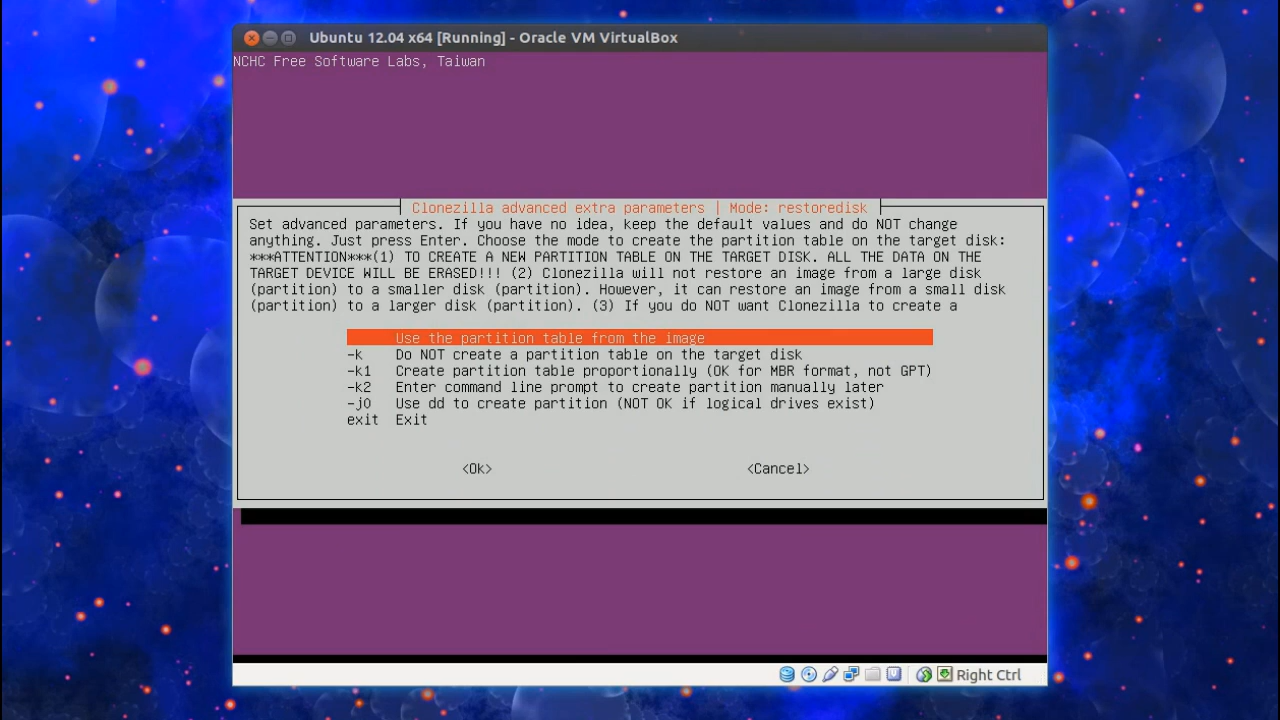 Ubuntu 12.04 x64 [Running] - Oracle VM VirtualBox
NCHC Free Software Labs, Taiwan
Clonezilla advanced extra parameters | Mode: restoredisk
Set advanced parameters. If you have no idea, keep the default values and do NOT change
anything. Just press Enter. Choose the mode to create the partition table on the target disk:
***ATTENTION***(1) TO CREATE A NEW PARTITION TABLE ON THE TARGET DISK. ALL THE DATA ON THE
TARGET DEVICE WILL BE ERASED!!! (2) Clonezilla will not restore an image from a large disk
(partition) to a smaller disk (partition). However, it can restore an image from a small disk
(partition) to a larger disk (partition). (3) If you do NOT want Clonezilla to create a
Use the partition table from the image
-k Do NOT create a partition table on the target disk
-k1 Create partition table proportionally (OK for MBR format, not GPT)
-k2 Enter command line prompt to create partition manually later
-j0 Use dd to create partition (NOT OK if logical drives exist)
exit Exit
<Ok> <Cancel>
Right Ctrl